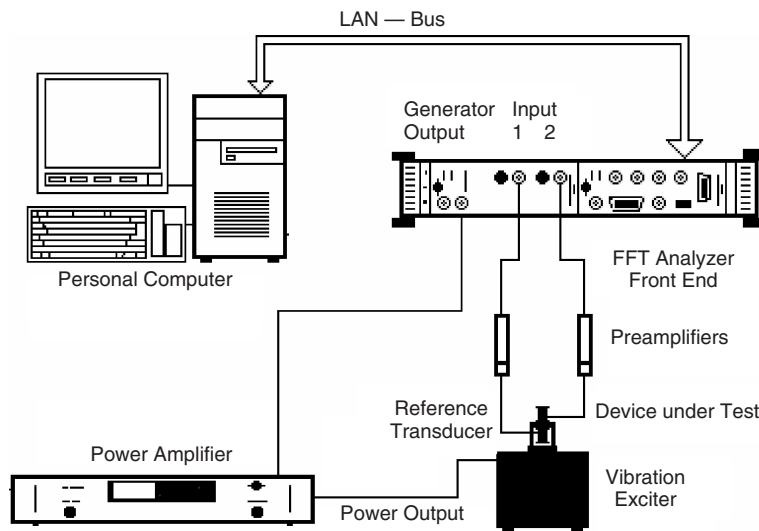 LAN — Bus
Generator Input
Output 1 2
Personal Computer
FFT Analyzer
Front End
Preamplifiers
Reference
Transducer
Device under Test
Power Amplifier
Vibration
Exciter
Power Output